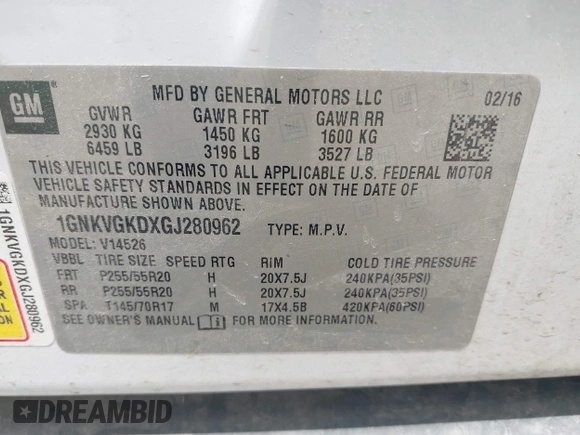 GM
MFD BY GENERAL MOTORS LLC 02/16
GVWR GAWR FRT GAWR RR
2930 KG 1450 KG 1600 KG
6459 LB 3196 LB 3527 LB
THIS VEHICLE CONFORMS TO ALL APPLICABLE U.S. FEDERAL MOTOR
VEHICLE SAFETY STANDARDS IN EFFECT ON THE DATE OF
MANUFACTURE SHOWN ABOVE.
1GNKVGKDXGJ280962 TYPE: M.P.V.
MODEL: V14526
VBBL TIRE SIZE SPEED RTG RIM COLD TIRE PRESSURE
FRT P255/55R20 H 20X7.5J 240KPA(35PSI)
RR P255/55R20 H 20X7.5J 240KPA(35PSI)
SPA T145/70R17 M 17X4.5B 420KPA(60PSI)
SEE OWNER'S MANUAL FOR MORE INFORMATION.
1GNKVGKDXGJ280962
DREAMBID